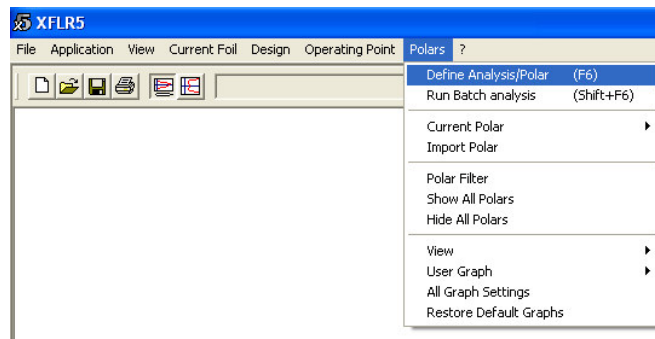 XFLR5
File Application View Current Foil Design Operating Point Polars ?
Define Analysis/Polar (F6)
Run Batch analysis (Shift+F6)
Current Polar
Import Polar
Polar Filter
Show All Polars
Hide All Polars
View
User Graph
All Graph Settings
Restore Default Graphs